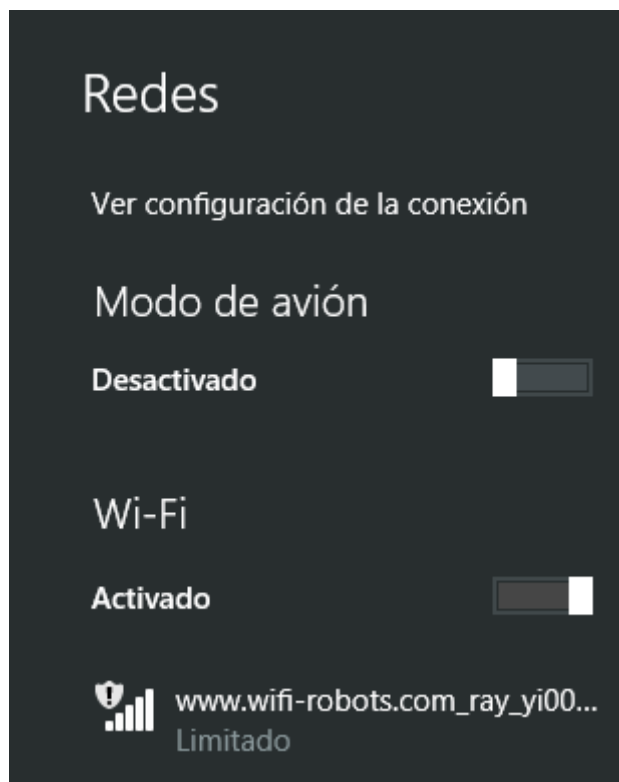 Redes
Ver configuración de la conexión
Modo de avión
Desactivado
Wi-Fi
Activado
www.wifi-robots.com_ray_yi00...
Limitado